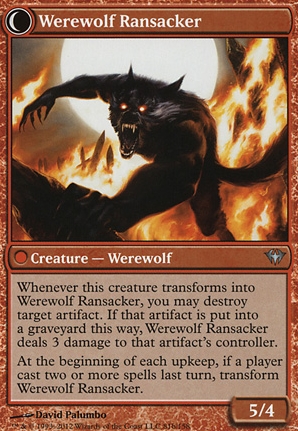 Werewolf Ransacker
Creature — Werewolf
Whenever this creature transforms into
Werewolf Ransacker, you may destroy
target artifact. If that artifact is put into
a graveyard this way, Werewolf Ransacker
deals 3 damage to that artifact's controller.
At the beginning of each upkeep, if a player
cast two or more spells last turn, transform
Werewolf Ransacker.
David Palumbo
5/4